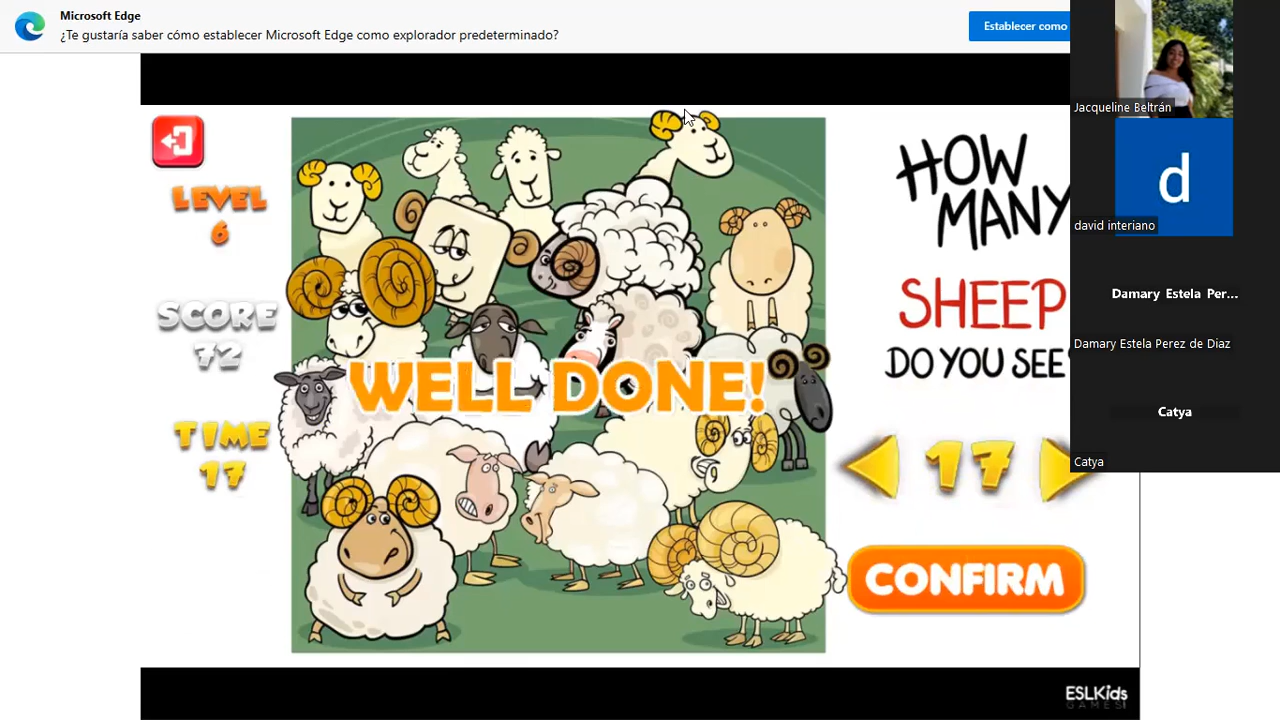 Microsoft Edge
¿Te gustaría saber cómo establecer Microsoft Edge como explorador predeterminado?
Establecer como
Jacqueline Beltrán
d
david interiano
Damary Estela Per...
Damary Estela Perez de Diaz
Catya
Catya
LEVEL
6
SCORE
72
TIME
17
WELL DONE!
HOW
MANY
SHEEP
DO YOU SEE
17
CONFIRM
ESLKids
GAMES!